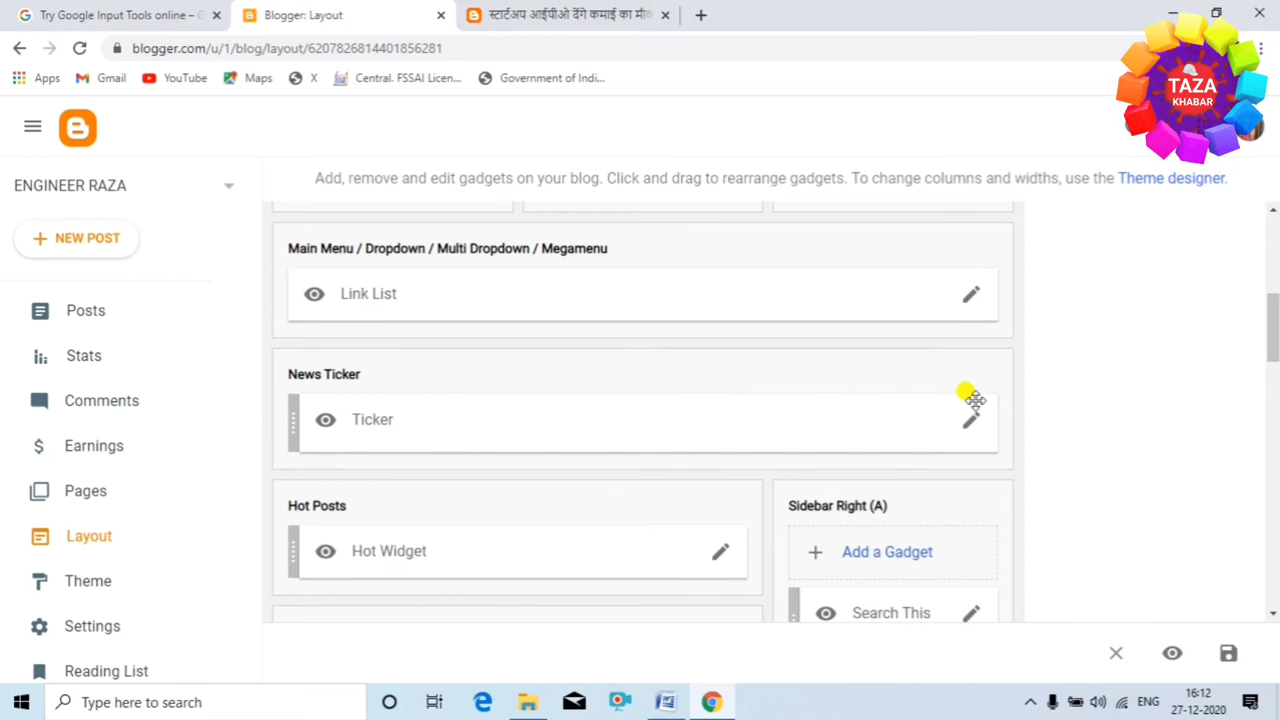 Try Google Input Tools online – G
Blogger: Layout
स्टार्टअप आईपीओ देंगे कमाई का मौ
blogger.com/u/1/blog/layout/6207826814401856281
Apps
Gmail
YouTube
Maps
X
Central. FSSAI Licen...
Government of Indi...
TAZA
KHABAR
ENGINEER RAZA
Add, remove and edit gadgets on your blog. Click and drag to rearrange gadgets. To change columns and widths, use the Theme designer.
NEW POST
Main Menu / Dropdown / Multi Dropdown / Megamenu
Link List
Posts
Stats
News Ticker
Comments
Ticker
Earnings
Pages
Hot Posts
Sidebar Right (A)
Layout
Hot Widget
Add a Gadget
Theme
Search This
Settings
Reading List
Type here to search
ENG
16:12
27-12-2020